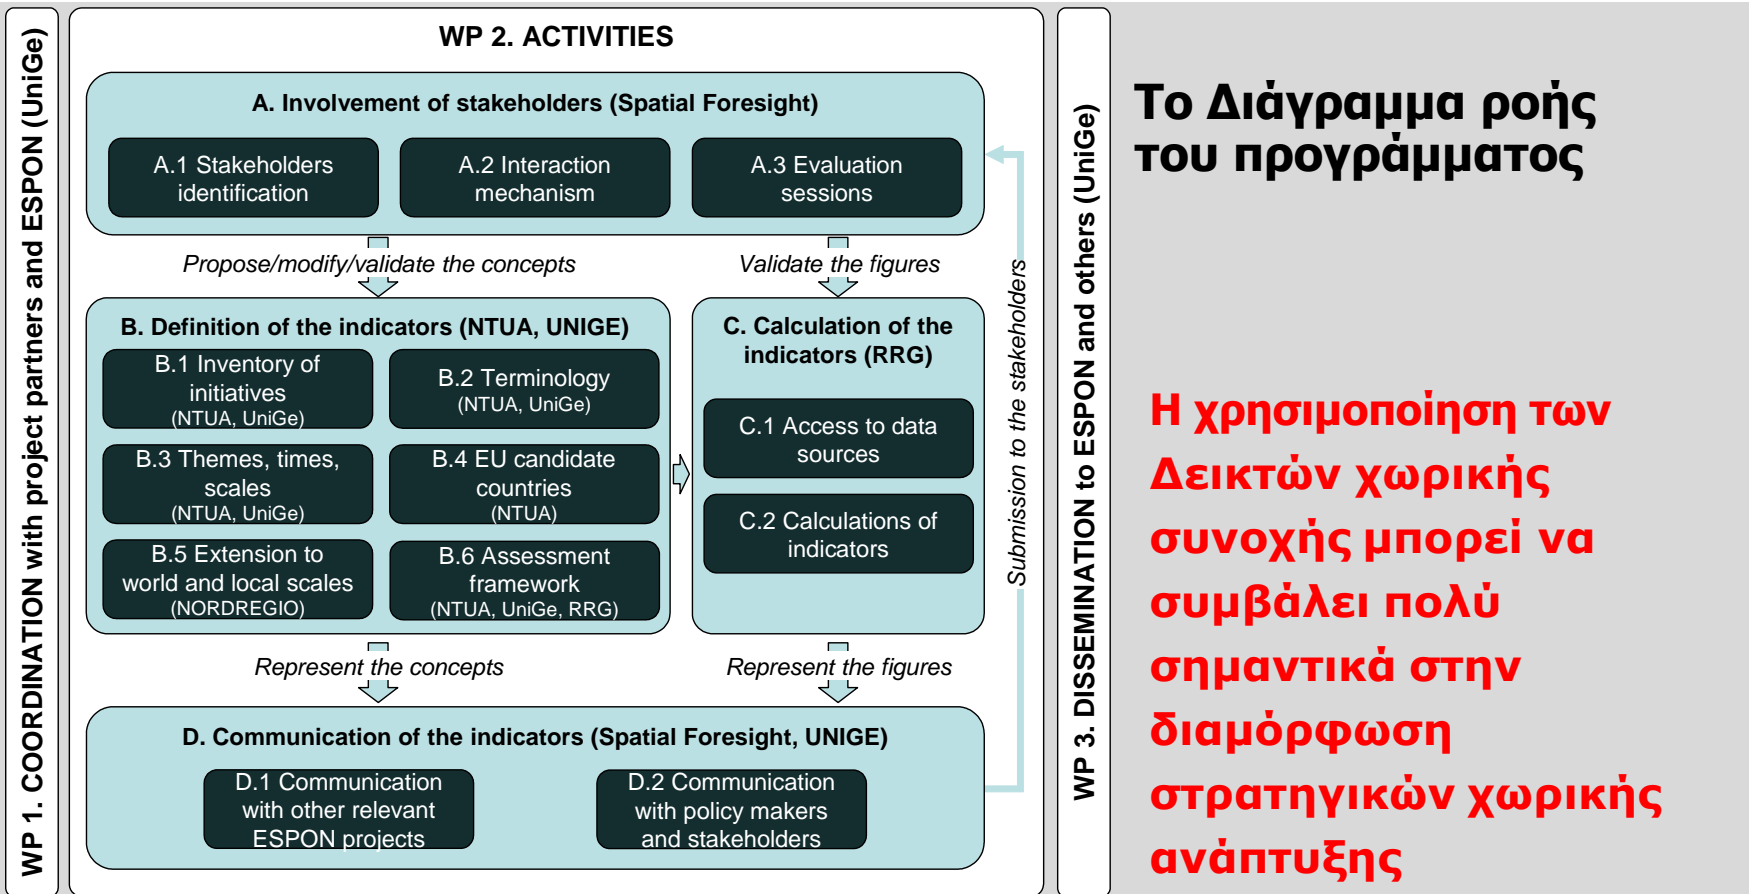 WP 1. COORDINATION with project partners and ESPON (UniGe)
WP 2. ACTIVITIES
A. Involvement of stakeholders (Spatial Foresight)
A.1 Stakeholders
identification
A.2 Interaction
mechanism
A.3 Evaluation
sessions
Propose/modify/validate the concepts
Validate the figures
B. Definition of the indicators (NTUA, UNIGE)
B.1 Inventory of
initiatives
(NTUA, UniGe)
B.2 Terminology
(NTUA, UniGe)
B.3 Themes, times,
scales
(NTUA, UniGe)
B.4 EU candidate
countries
(NTUA)
B.5 Extension to
world and local scales
(NORDREGIO)
B.6 Assessment
framework
(NTUA, UniGe, RRG)
C. Calculation of the
indicators (RRG)
C.1 Access to data
sources
C.2 Calculations of
indicators
Represent the concepts
Represent the figures
D. Communication of the indicators (Spatial Foresight, UNIGE)
D.1 Communication
with other relevant
ESPON projects
D.2 Communication
with policy makers
and stakeholders
Submission to the stakeholders
WP 3. DISSEMINATION to ESPON and others (UniGe)
Το Διάγραμμα ροής
του προγράμματος
Η χρησιμοποίηση των
Δεικτών χωρικής
συνοχής μπορεί να
συμβάλει πολύ
σημαντικά στην
διαμόρφωση
στρατηγικών χωρικής
ανάπτυξης